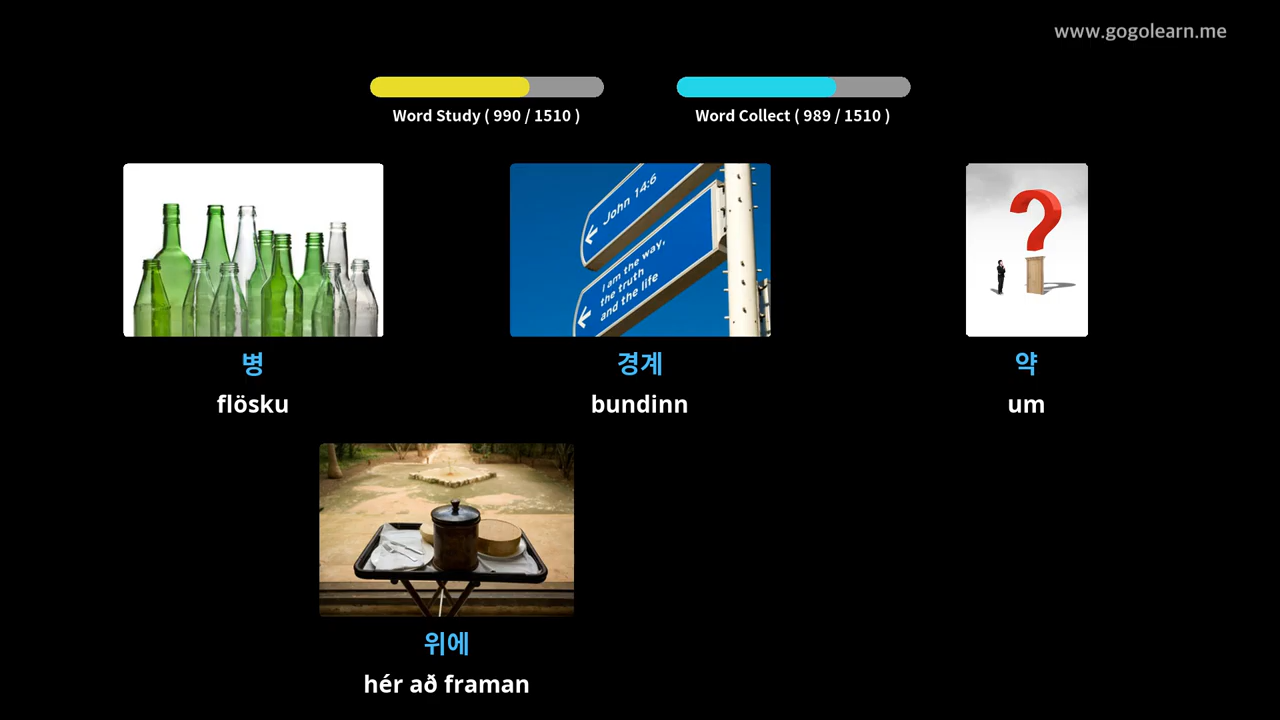 www.gogolearn.me
Word Study ( 990 / 1510 )
Word Collect ( 989 / 1510 )
John 14:6
I am the way,
the truth
and the life
병
flösku
경계
bundinn
약
um
위에
hér að framan